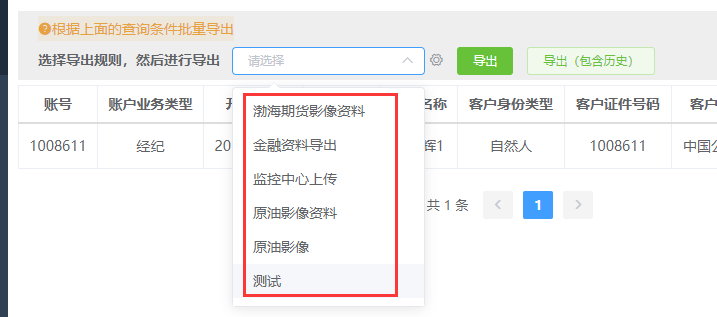 根据上面的查询条件批量导出
选择导出规则，然后进行导出 请选择 导出 导出（包含历史）
账号 账户业务类型 开 名称 客户身份类型 客户证件号码 客户
1008611 经纪 20 辉1 自然人 1008611 中国公
渤海期货影像资料
金融资料导出
监控中心上传
原油影像资料
原油影像
测试
共 1 条 1